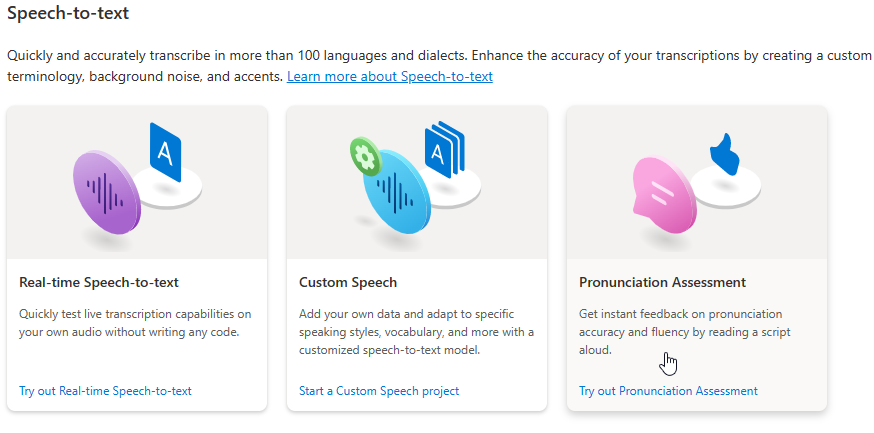 Speech-to-text
Quickly and accurately transcribe in more than 100 languages and dialects. Enhance the accuracy of your transcriptions by creating a custom
terminology, background noise, and accents. Learn more about Speech-to-text
A
A
Real-time Speech-to-text
Quickly test live transcription capabilities on
your own audio without writing any code.
Try out Real-time Speech-to-text
Custom Speech
Add your own data and adapt to specific
speaking styles, vocabulary, and more with a
customized speech-to-text model.
Start a Custom Speech project
Pronunciation Assessment
Get instant feedback on pronunciation
accuracy and fluency by reading a script
aloud.
Try out Pronunciation Assessment